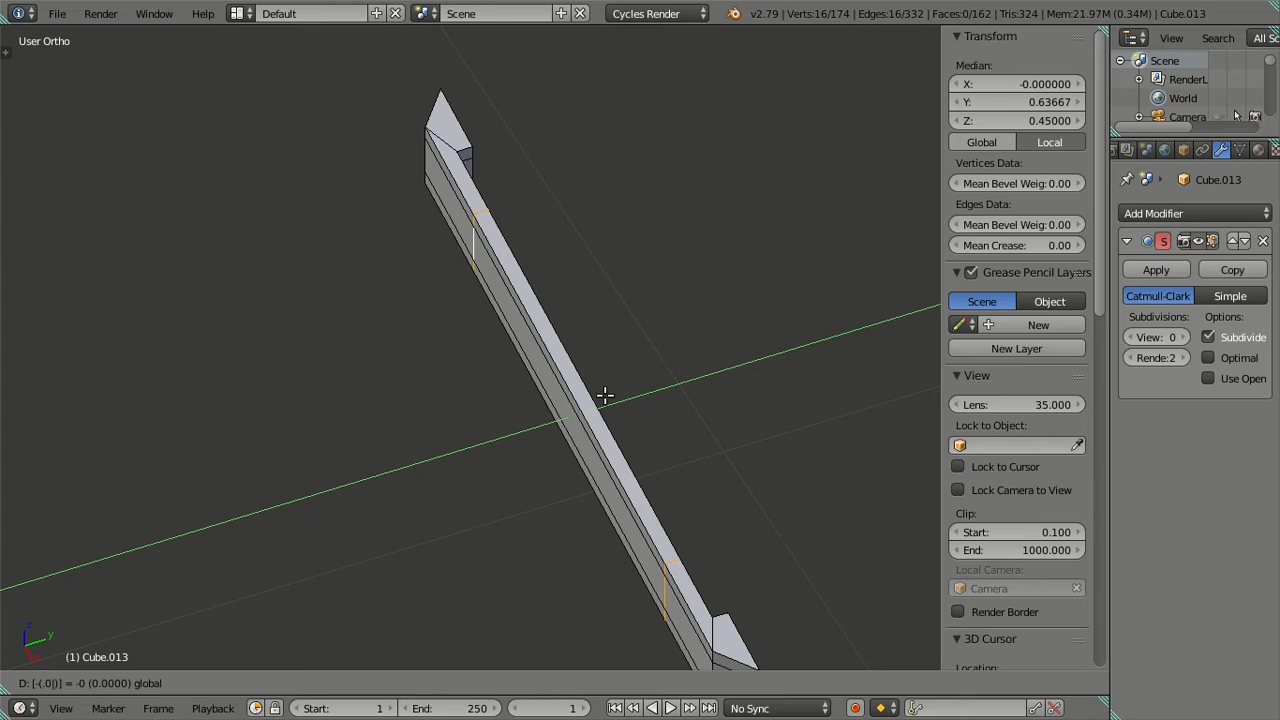 File Render Window Help Default Scene Cycles Render v2.79 | Verts:16/174 | Edges:16/332 | Faces:0/162 | Tris:324 | Mem:21.97M (0.34M) | Cube.013
User Ortho
Transform
Median:
X: -0.000000
Y: 0.63667
Z: 0.45000
Global Local
Vertices Data:
Mean Bevel Weig: 0.00
Edges Data:
Mean Bevel Weig: 0.00
Mean Crease: 0.00
Grease Pencil Layers
Scene Object
New
New Layer
View
Lens: 35.000
Lock to Object:
Lock to Cursor
Lock Camera to View
Clip:
Start: 0.100
End: 1000.000
Local Camera:
Camera
Render Border
3D Cursor
Location:
View Search All Sc
Scene
RenderL
World
Camera
Cube.013
Add Modifier
S
Apply Copy
Catmull-Clark Simple
Subdivisions: Options:
View: 0 Subdivide
Rende:2 Optimal
Use Open
z
y
x
(1) Cube.013
D: [-(.0|)] = -0 (0.0000) global
View Marker Frame Playback Start: 1 End: 250 1 No Sync